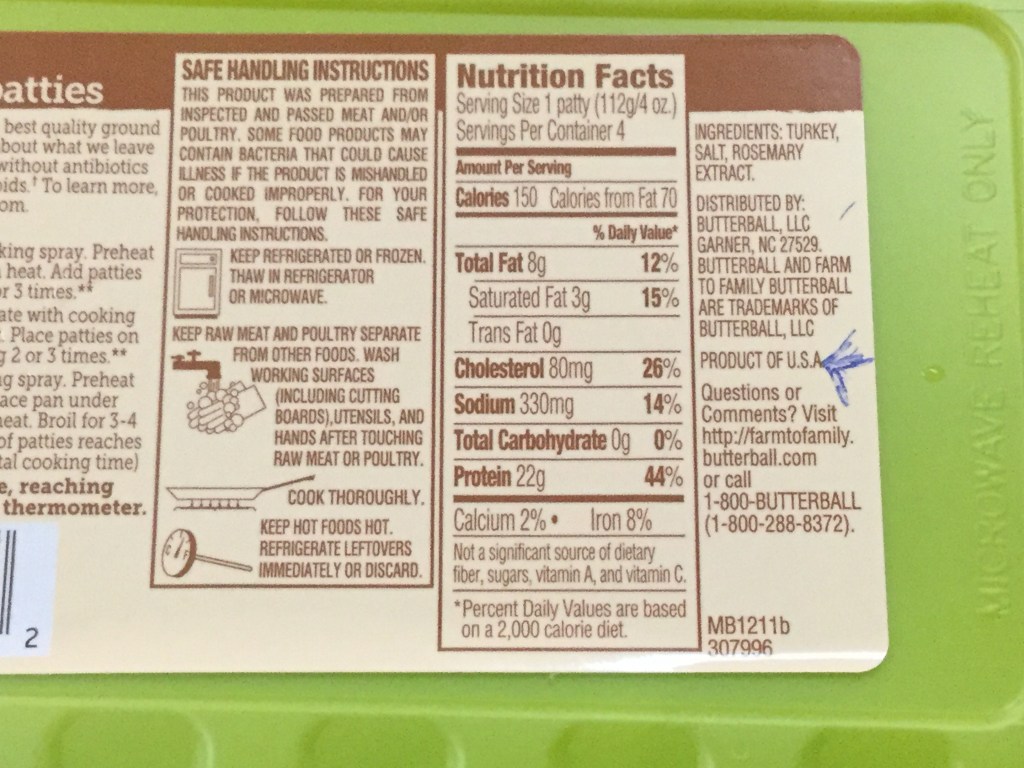 patties
best quality ground
about what we leave
without antibiotics
oids.† To learn more,
om.
king spray. Preheat
heat. Add patties
or 3 times.**
ate with cooking
Place patties on
g 2 or 3 times.**
ng spray. Preheat
ace pan under
heat. Broil for 3-4
of patties reaches
tal cooking time)
e, reaching
thermometer.
2
SAFE HANDLING INSTRUCTIONS
THIS PRODUCT WAS PREPARED FROM
INSPECTED AND PASSED MEAT AND/OR
POULTRY. SOME FOOD PRODUCTS MAY
CONTAIN BACTERIA THAT COULD CAUSE
ILLNESS IF THE PRODUCT IS MISHANDLED
OR COOKED IMPROPERLY. FOR YOUR
PROTECTION, FOLLOW THESE SAFE
HANDLING INSTRUCTIONS.
KEEP REFRIGERATED OR FROZEN.
THAW IN REFRIGERATOR
OR MICROWAVE.
KEEP RAW MEAT AND POULTRY SEPARATE
FROM OTHER FOODS. WASH
WORKING SURFACES
(INCLUDING CUTTING
BOARDS),UTENSILS, AND
HANDS AFTER TOUCHING
RAW MEAT OR POULTRY.
COOK THOROUGHLY.
KEEP HOT FOODS HOT.
REFRIGERATE LEFTOVERS
IMMEDIATELY OR DISCARD.
Nutrition Facts
Serving Size 1 patty (112g/4 oz.)
Servings Per Container 4
Amount Per Serving
Calories 150 Calories from Fat 70
% Daily Value*
Total Fat 8g 12%
Saturated Fat 3g 15%
Trans Fat 0g
Cholesterol 80mg 26%
Sodium 330mg 14%
Total Carbohydrate 0g 0%
Protein 22g 44%
Calcium 2% • Iron 8%
Not a significant source of dietary
fiber, sugars, vitamin A, and vitamin C.
*Percent Daily Values are based
on a 2,000 calorie diet.
INGREDIENTS: TURKEY,
SALT, ROSEMARY
EXTRACT.
DISTRIBUTED BY:
BUTTERBALL, LLC
GARNER, NC 27529.
BUTTERBALL AND FARM
TO FAMILY BUTTERBALL
ARE TRADEMARKS OF
BUTTERBALL, LLC
PRODUCT OF U.S.A.
Questions or
Comments? Visit
http://farmtofamily.
butterball.com
or call
1-800-BUTTERBALL
(1-800-288-8372).
MB1211b
307996
MICROWAVE REHEAT ONLY